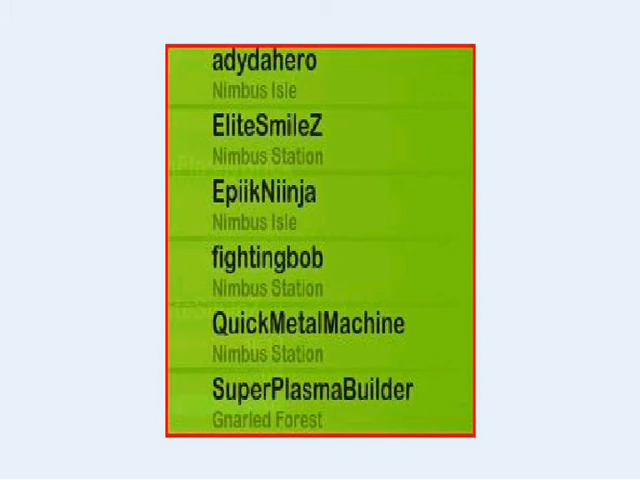 adydahero
Nimbus Isle
EliteSmileZ
Nimbus Station
EpiikNiinja
Nimbus Isle
fightingbob
Nimbus Station
QuickMetalMachine
Nimbus Station
SuperPlasmaBuilder
Gnarled Forest